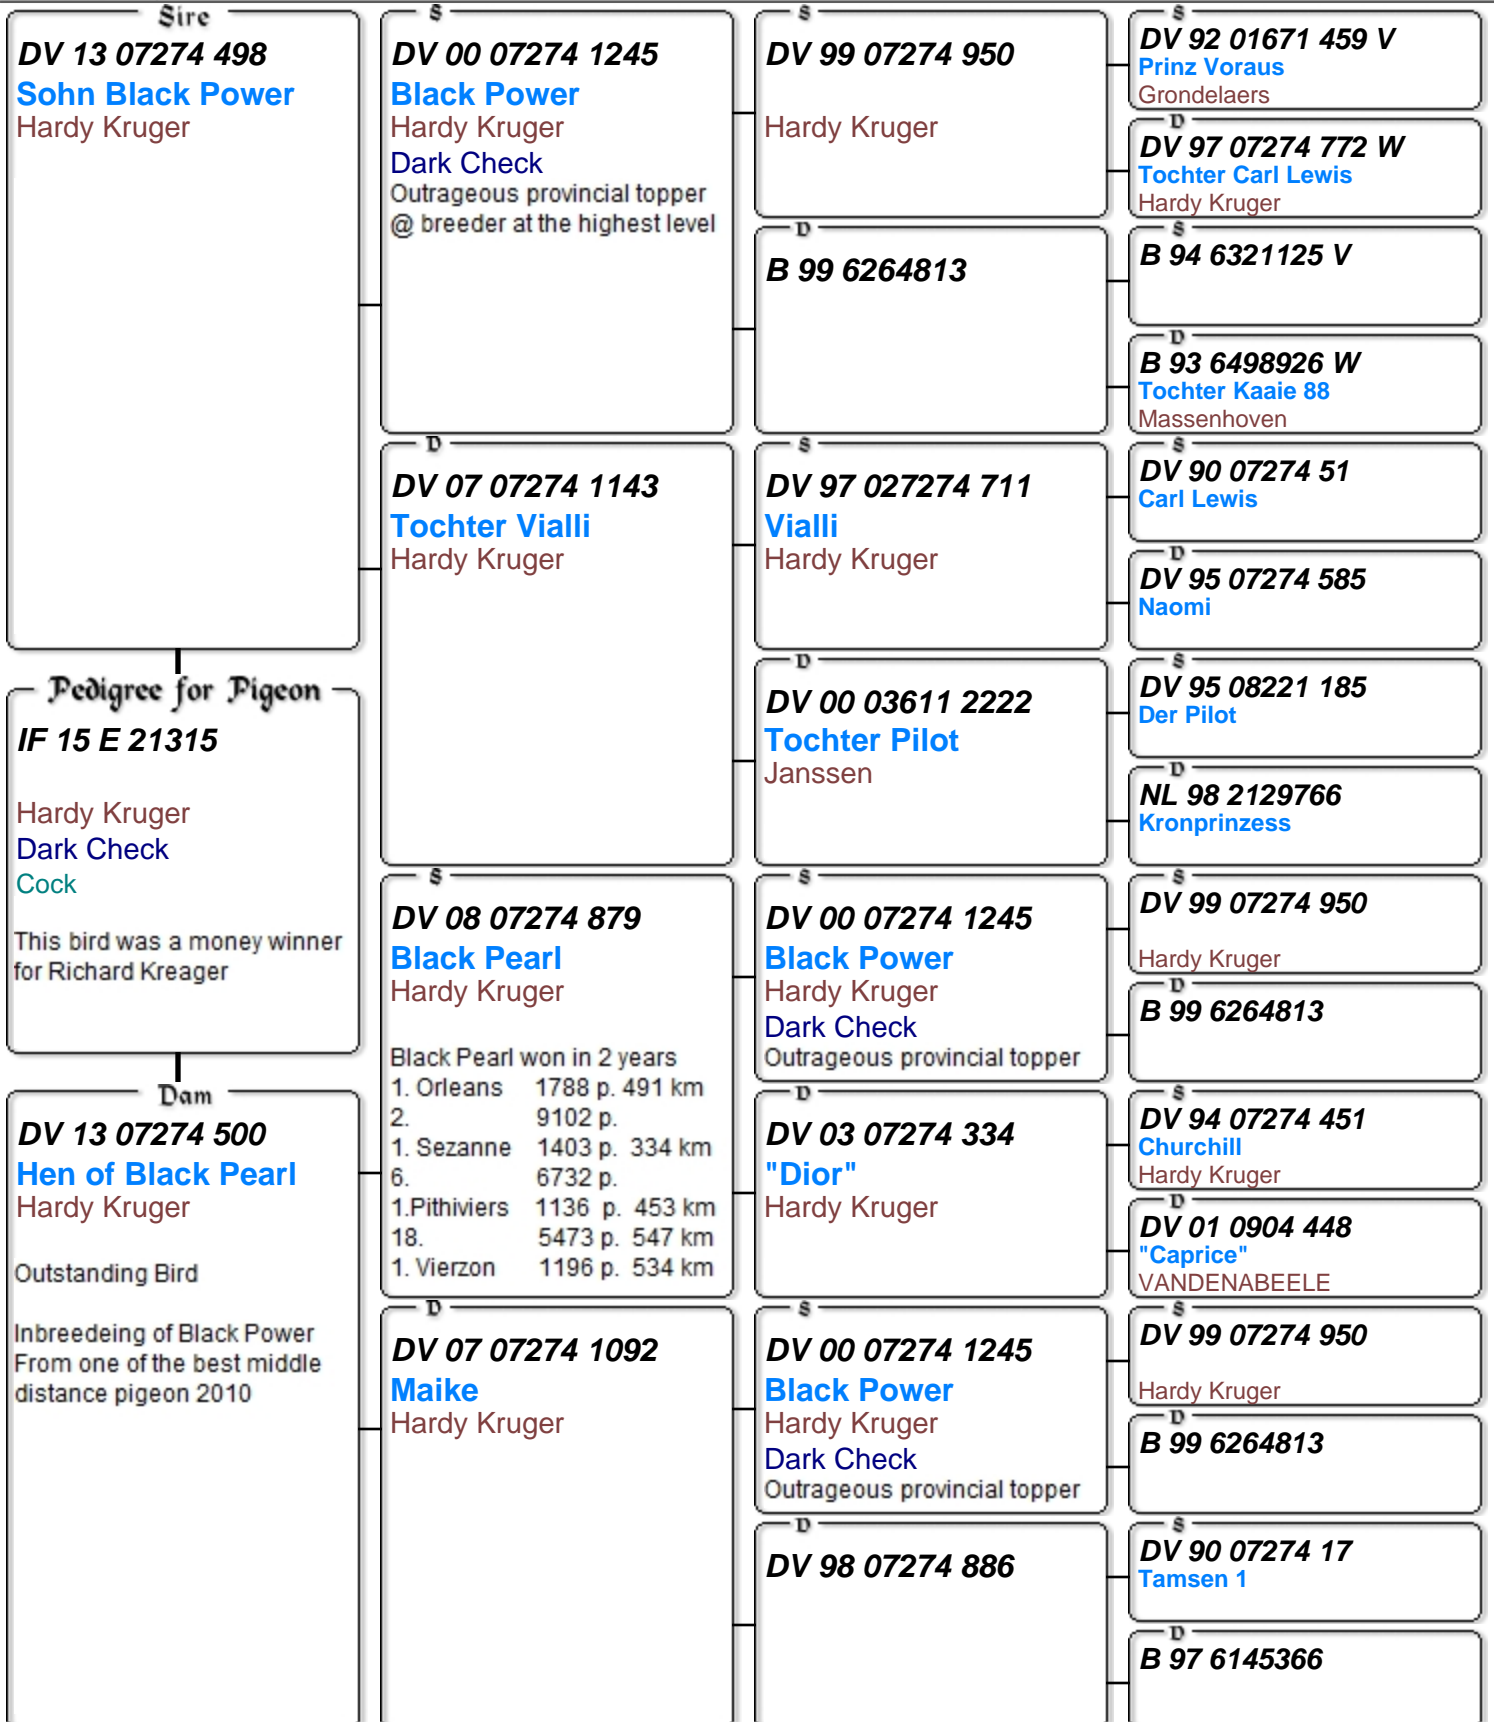 Sire
DV 13 07274 498
Sohn Black Power
Hardy Kruger
Pedigree for Pigeon
IF 15 E 21315
Hardy Kruger
Dark Check
Cock
This bird was a money winner
for Richard Kreager
Dam
DV 13 07274 500
Hen of Black Pearl
Hardy Kruger
Outstanding Bird
Inbreedeing of Black Power
From one of the best middle
distance pigeon 2010
S
DV 00 07274 1245
Black Power
Hardy Kruger
Dark Check
Outrageous provincial topper
@ breeder at the highest level
D
DV 07 07274 1143
Tochter Vialli
Hardy Kruger
S
DV 08 07274 879
Black Pearl
Hardy Kruger
Black Pearl won in 2 years
1. Orleans 1788 p. 491 km
2. 9102 p.
1. Sezanne 1403 p. 334 km
6. 6732 p.
1.Pithiviers 1136 p. 453 km
18. 5473 p. 547 km
1. Vierzon 1196 p. 534 km
D
DV 07 07274 1092
Maike
Hardy Kruger
S
DV 99 07274 950
Hardy Kruger
D
B 99 6264813
S
DV 97 027274 711
Vialli
Hardy Kruger
D
DV 00 03611 2222
Tochter Pilot
Janssen
S
DV 00 07274 1245
Black Power
Hardy Kruger
Dark Check
Outrageous provincial topper
D
DV 03 07274 334
"Dior"
Hardy Kruger
S
DV 00 07274 1245
Black Power
Hardy Kruger
Dark Check
Outrageous provincial topper
D
DV 98 07274 886
S
DV 92 01671 459 V
Prinz Voraus
Grondelaers
D
DV 97 07274 772 W
Tochter Carl Lewis
Hardy Kruger
S
B 94 6321125 V
D
B 93 6498926 W
Tochter Kaaie 88
Massenhoven
S
DV 90 07274 51
Carl Lewis
D
DV 95 07274 585
Naomi
S
DV 95 08221 185
Der Pilot
D
NL 98 2129766
Kronprinzess
S
DV 99 07274 950
Hardy Kruger
D
B 99 6264813
S
DV 94 07274 451
Churchill
Hardy Kruger
D
DV 01 0904 448
"Caprice"
VANDENABEELE
S
DV 99 07274 950
Hardy Kruger
D
B 99 6264813
S
DV 90 07274 17
Tamsen 1
D
B 97 6145366